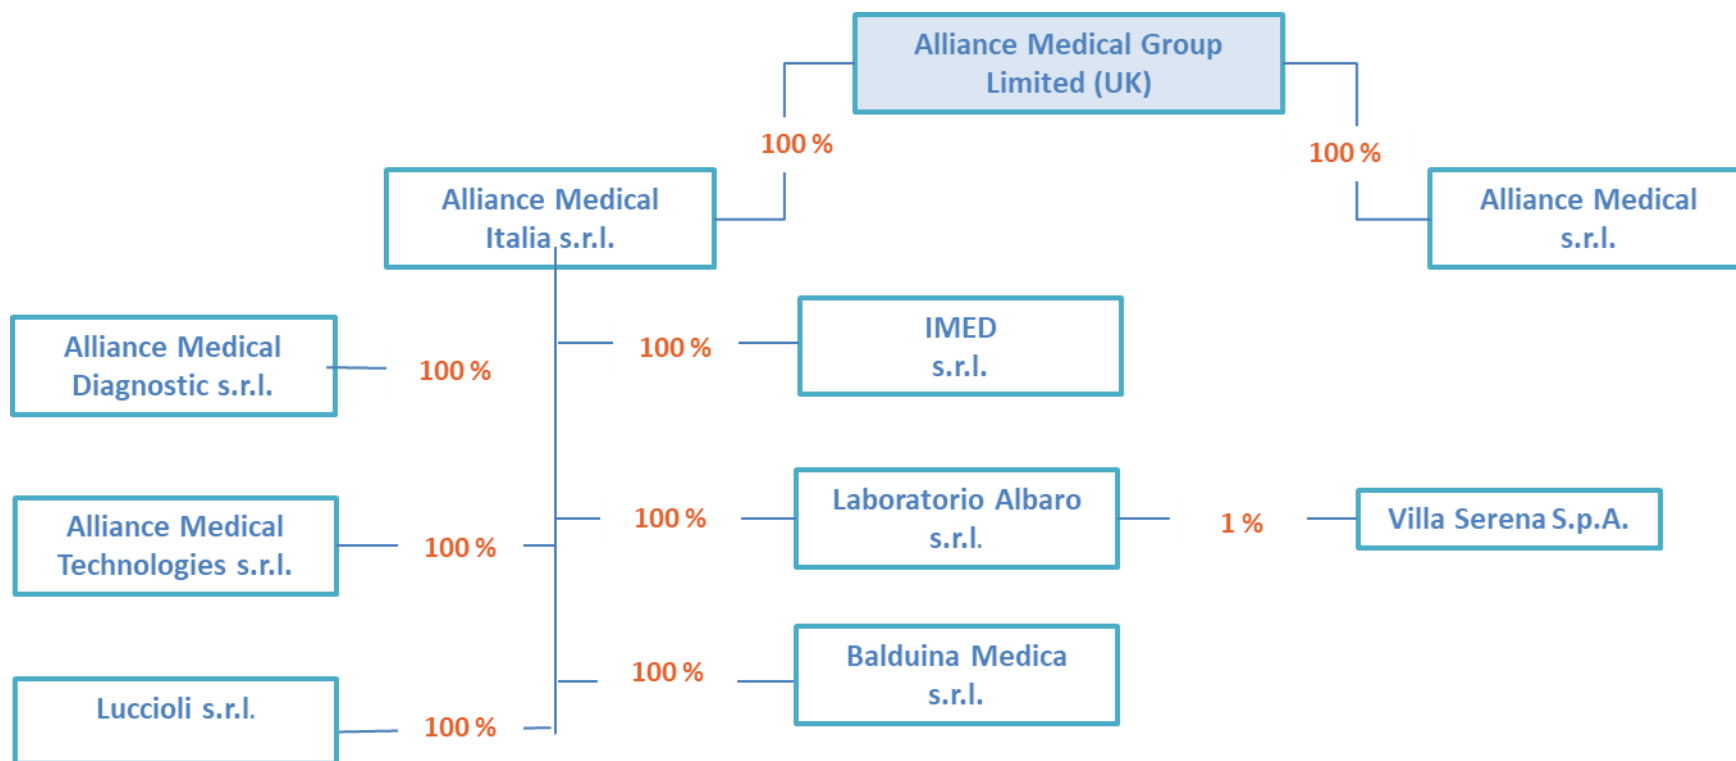 Alliance Medical Group
Limited (UK)
100 %
100 %
Alliance Medical
Italia s.r.l.
Alliance Medical
s.r.l.
Alliance Medical
Diagnostic s.r.l.
100 %
100 %
IMED
s.r.l.
Alliance Medical
Technologies s.r.l.
100 %
100 %
Laboratorio Albaro
s.r.l.
1 %
Villa Serena S.p.A.
Luccioli s.r.l.
100 %
100 %
Balduina Medica
s.r.l.